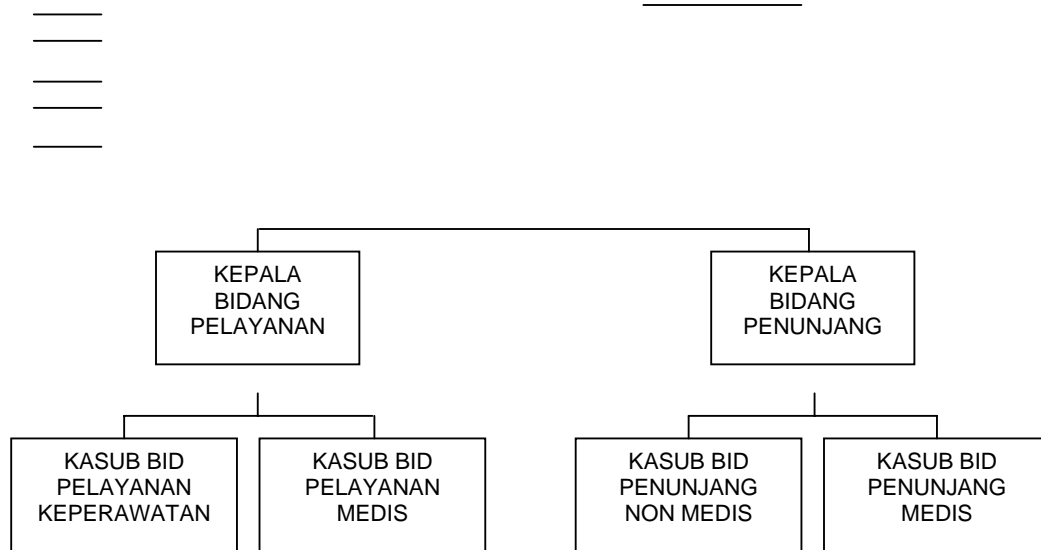 KEPALA
BIDANG
PELAYANAN
KEPALA
BIDANG
PENUNJANG
KASUB BID
PELAYANAN
KEPERAWATAN
KASUB BID
PELAYANAN
MEDIS
KASUB BID
PENUNJANG
NON MEDIS
KASUB BID
PENUNJANG
MEDIS